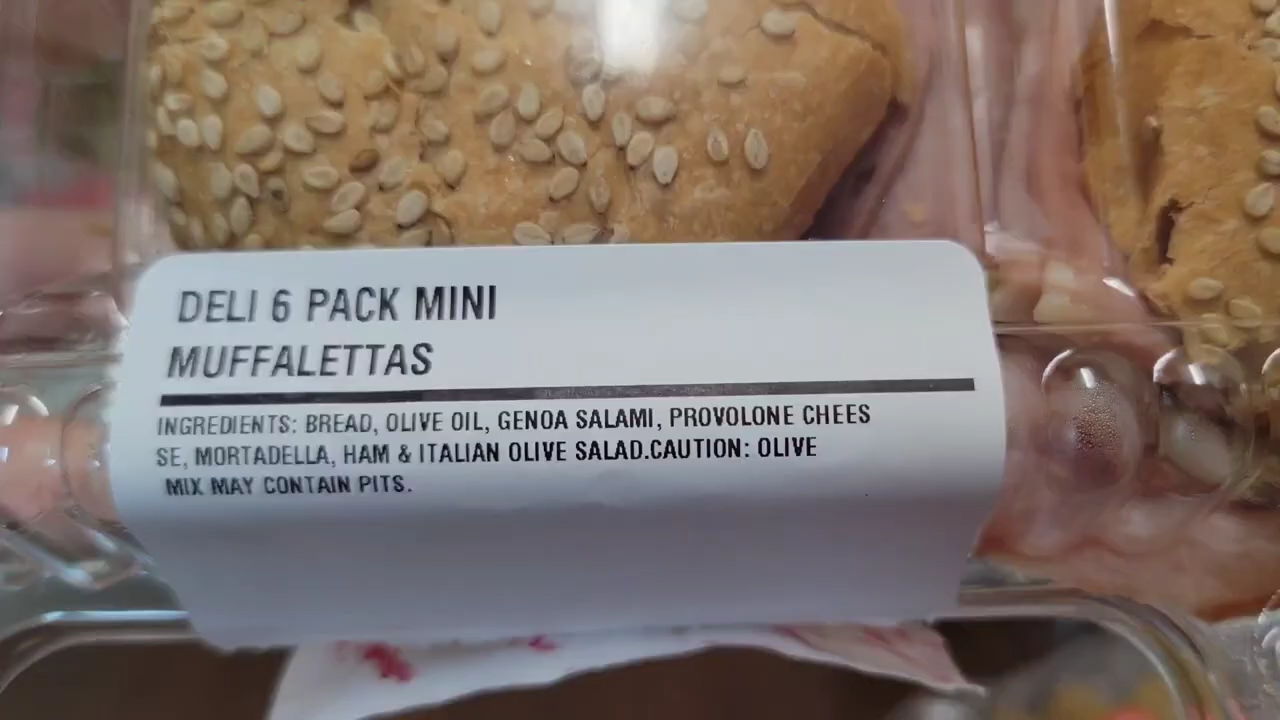 DELI 6 PACK MINI
MUFFALETTAS
INGREDIENTS: BREAD, OLIVE OIL, GENOA SALAMI, PROVOLONE CHEES
SE, MORTADELLA, HAM & ITALIAN OLIVE SALAD.CAUTION: OLIVE
MIX MAY CONTAIN PITS.